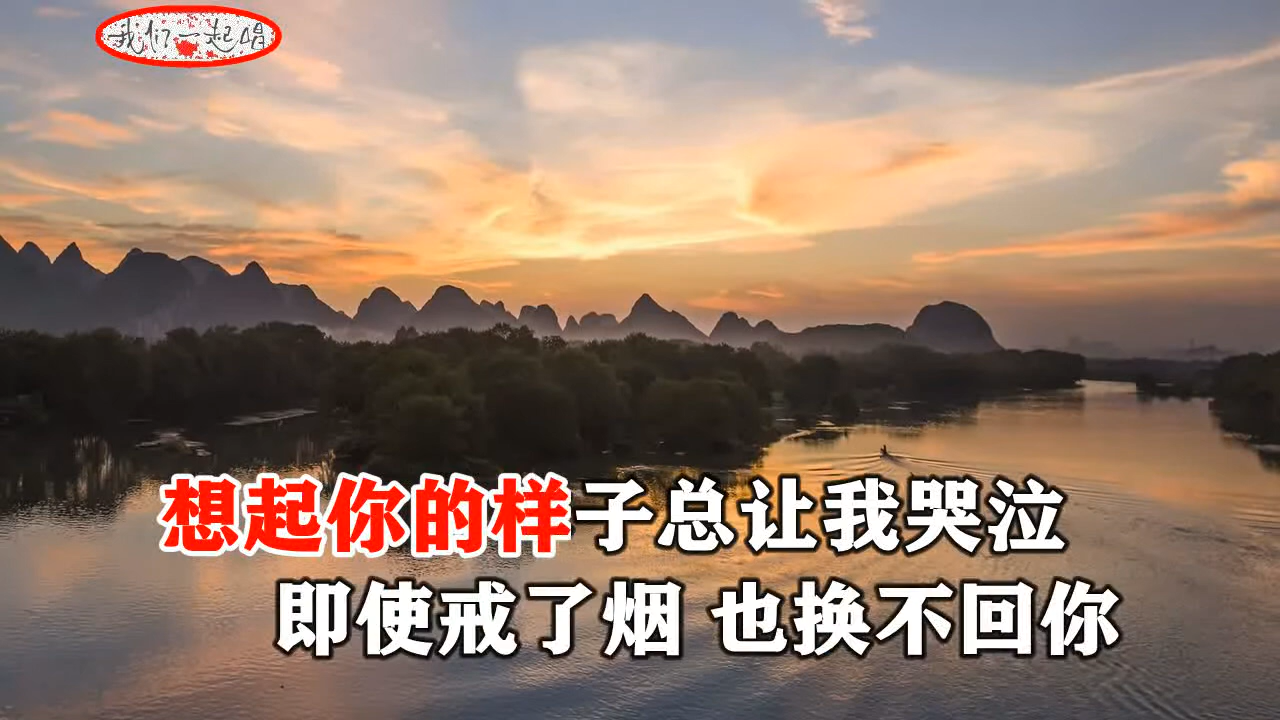 我们一起唱
想起你的样子总让我哭泣
即使戒了烟 也换不回你